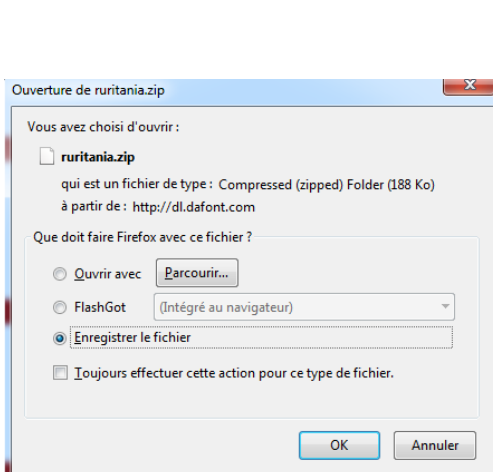 Ouverture de ruritania.zip
Vous avez choisi d'ouvrir :
ruritania.zip
qui est un fichier de type : Compressed (zipped) Folder (188 Ko)
à partir de : http://dl.dafont.com
Que doit faire Firefox avec ce fichier ?
Ouvrir avec Parcourir...
FlashGot (Intégré au navigateur)
Enregistrer le fichier
Toujours effectuer cette action pour ce type de fichier.
OK Annuler